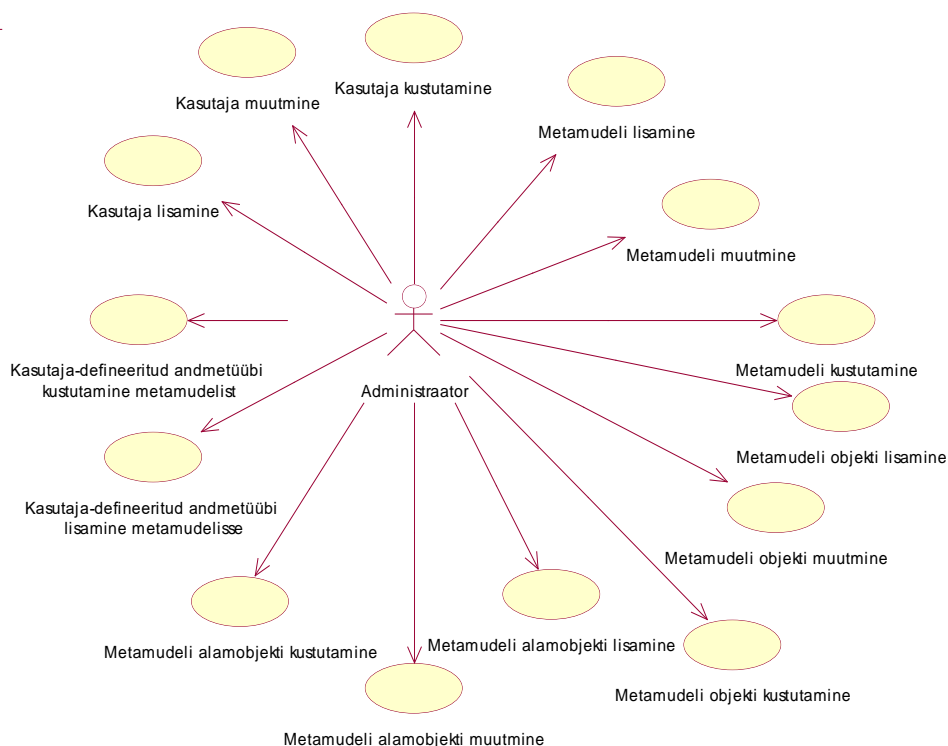 Kasutaja kustutamine
Kasutaja muutmine
Metamudeli lisamine
Kasutaja lisamine
Metamudeli muutmine
Kasutaja-defineeritud andmetüübi
kustutamine metamudelist
Metamudeli kustutamine
Administraator
Metamudeli objekti lisamine
Kasutaja-defineeritud andmetüübi
lisamine metamudelisse
Metamudeli objekti muutmine
Metamudeli alamobjekti kustutamine
Metamudeli alamobjekti lisamine
Metamudeli objekti kustutamine
Metamudeli alamobjekti muutmine